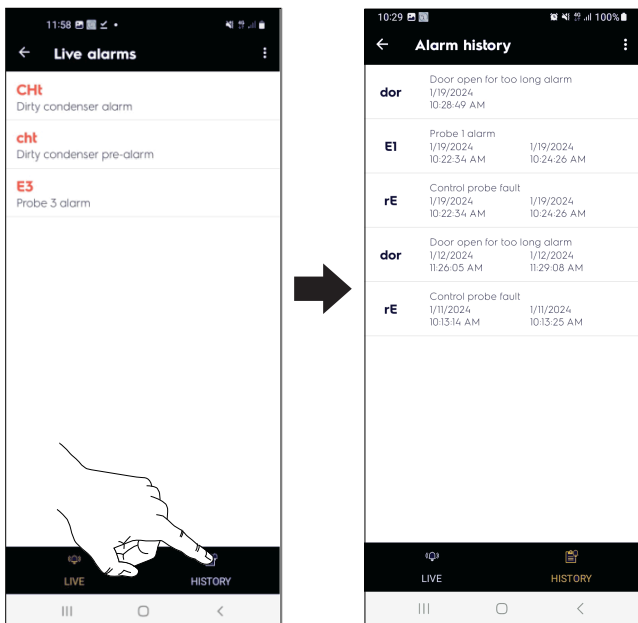 11:58
Live alarms
CHt
Dirty condenser alarm
cht
Dirty condenser pre-alarm
E3
Probe 3 alarm
LIVE
HISTORY
10:29
100%
Alarm history
Door open for too long alarm
dor
1/19/2024
10:28:49 AM
Probe 1 alarm
E1
1/19/2024 1/19/2024
10:22:34 AM 10:24:26 AM
Control probe fault
rE
1/19/2024 1/19/2024
10:22:34 AM 10:24:26 AM
Door open for too long alarm
dor
1/12/2024 1/12/2024
11:26:05 AM 11:29:08 AM
Control probe fault
rE
1/11/2024 1/11/2024
10:13:14 AM 10:13:25 AM
LIVE
HISTORY